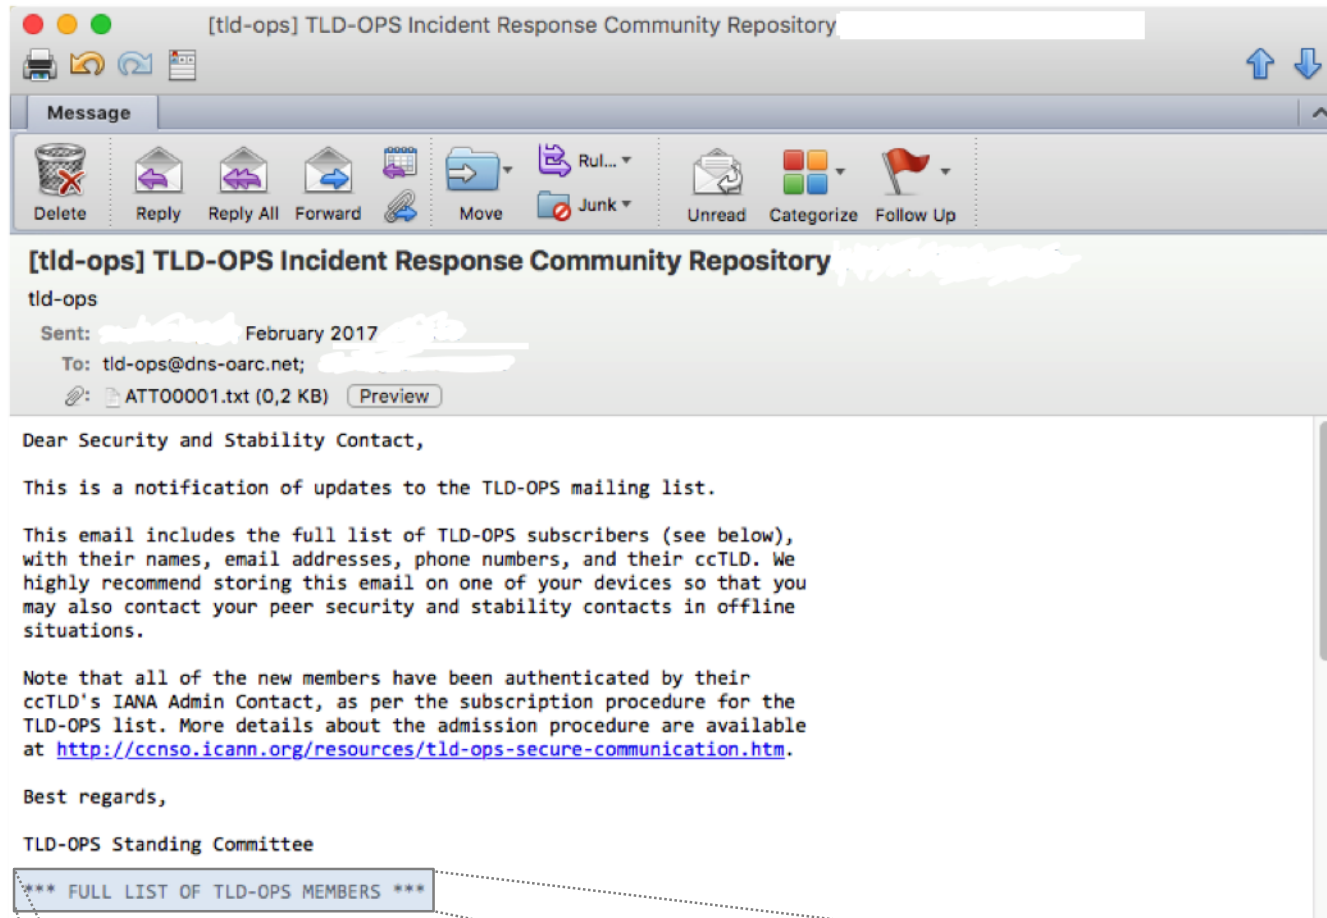 [tld-ops] TLD-OPS Incident Response Community Repository
Message
Rul...
Junk
Delete Reply Reply All Forward Move Unread Categorize Follow Up
[tld-ops] TLD-OPS Incident Response Community Repository
tld-ops
Sent: February 2017
To: tld-ops@dns-oarc.net;
ATT00001.txt (0,2 KB) Preview
Dear Security and Stability Contact,
This is a notification of updates to the TLD-OPS mailing list.
This email includes the full list of TLD-OPS subscribers (see below),
with their names, email addresses, phone numbers, and their ccTLD. We
highly recommend storing this email on one of your devices so that you
may also contact your peer security and stability contacts in offline
situations.
Note that all of the new members have been authenticated by their
ccTLD's IANA Admin Contact, as per the subscription procedure for the
TLD-OPS list. More details about the admission procedure are available
at http://ccnso.icann.org/resources/tld-ops-secure-communication.htm.
Best regards,
TLD-OPS Standing Committee
*** FULL LIST OF TLD-OPS MEMBERS ***